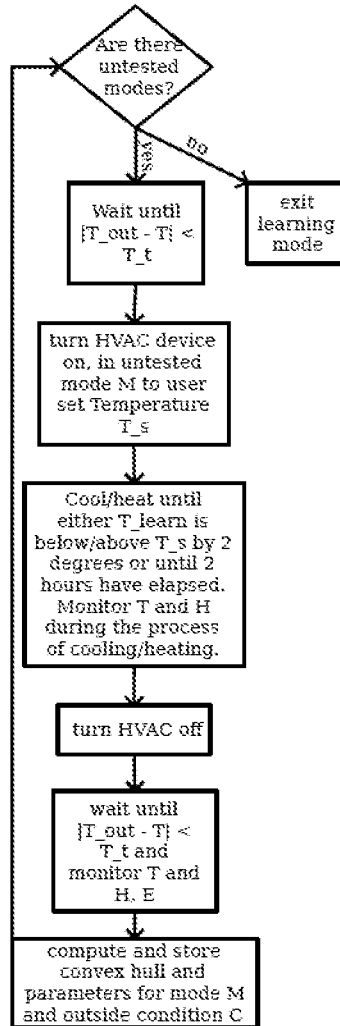 Are there
untested
modes?
yes
no
exit
learning
mode
Wait until
|T_out - T| <
T_t
turn HVAC device
on, in untested
mode M to user
set Temperature
T_s
Cool/heat until
either T_learn is
below/above T_s by 2
degrees or until 2
hours have elapsed.
Monitor T and H
during the process
of cooling/heating.
turn HVAC off
wait until
|T_out - T| <
T_t and
monitor T and
H, E
compute and store
convex hull and
parameters for mode M
and outside condition C